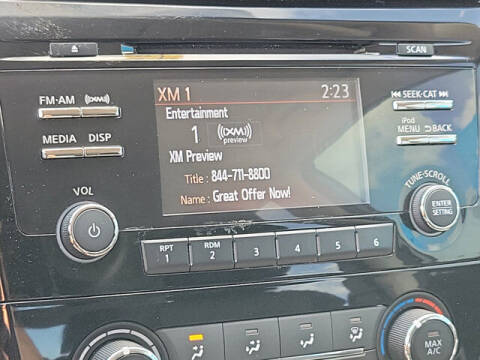 SCAN
FM·AM ((XM))
MEDIA DISP
XM 1 2:23
Entertainment
1 ((XM)) preview
XM Preview
Title : 844-711-8800
Name : Great Offer Now!
SEEK·CAT
iPod
MENU BACK
TUNE·SCROLL
ENTER
SETTING
VOL
RPT 1
RDM 2
3
4
5
6
MAX
A/C